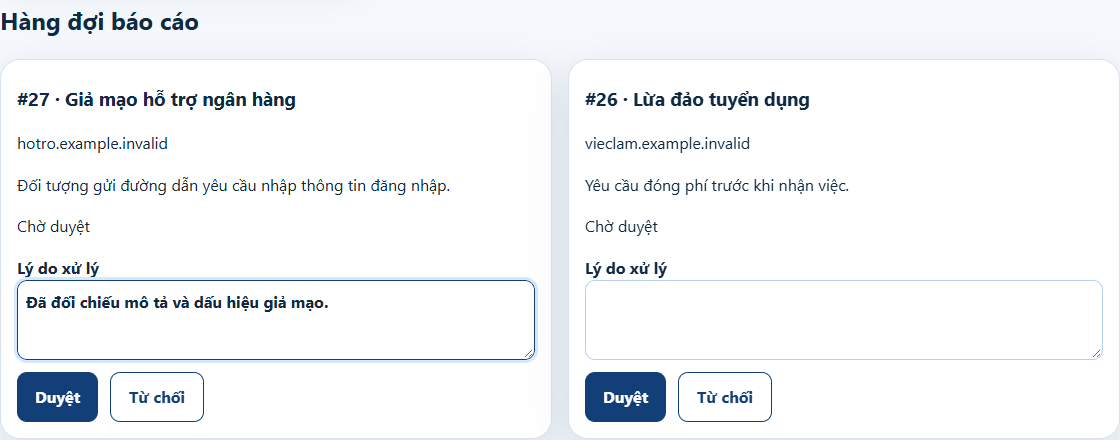 Hàng đợi báo cáo
#27 · Giả mạo hỗ trợ ngân hàng
hotro.example.invalid
Đối tượng gửi đường dẫn yêu cầu nhập thông tin đăng nhập.
Chờ duyệt
Lý do xử lý
Đã đối chiếu mô tả và dấu hiệu giả mạo.
Duyệt
Từ chối
#26 · Lừa đảo tuyển dụng
vieclam.example.invalid
Yêu cầu đóng phí trước khi nhận việc.
Chờ duyệt
Lý do xử lý
Duyệt
Từ chối